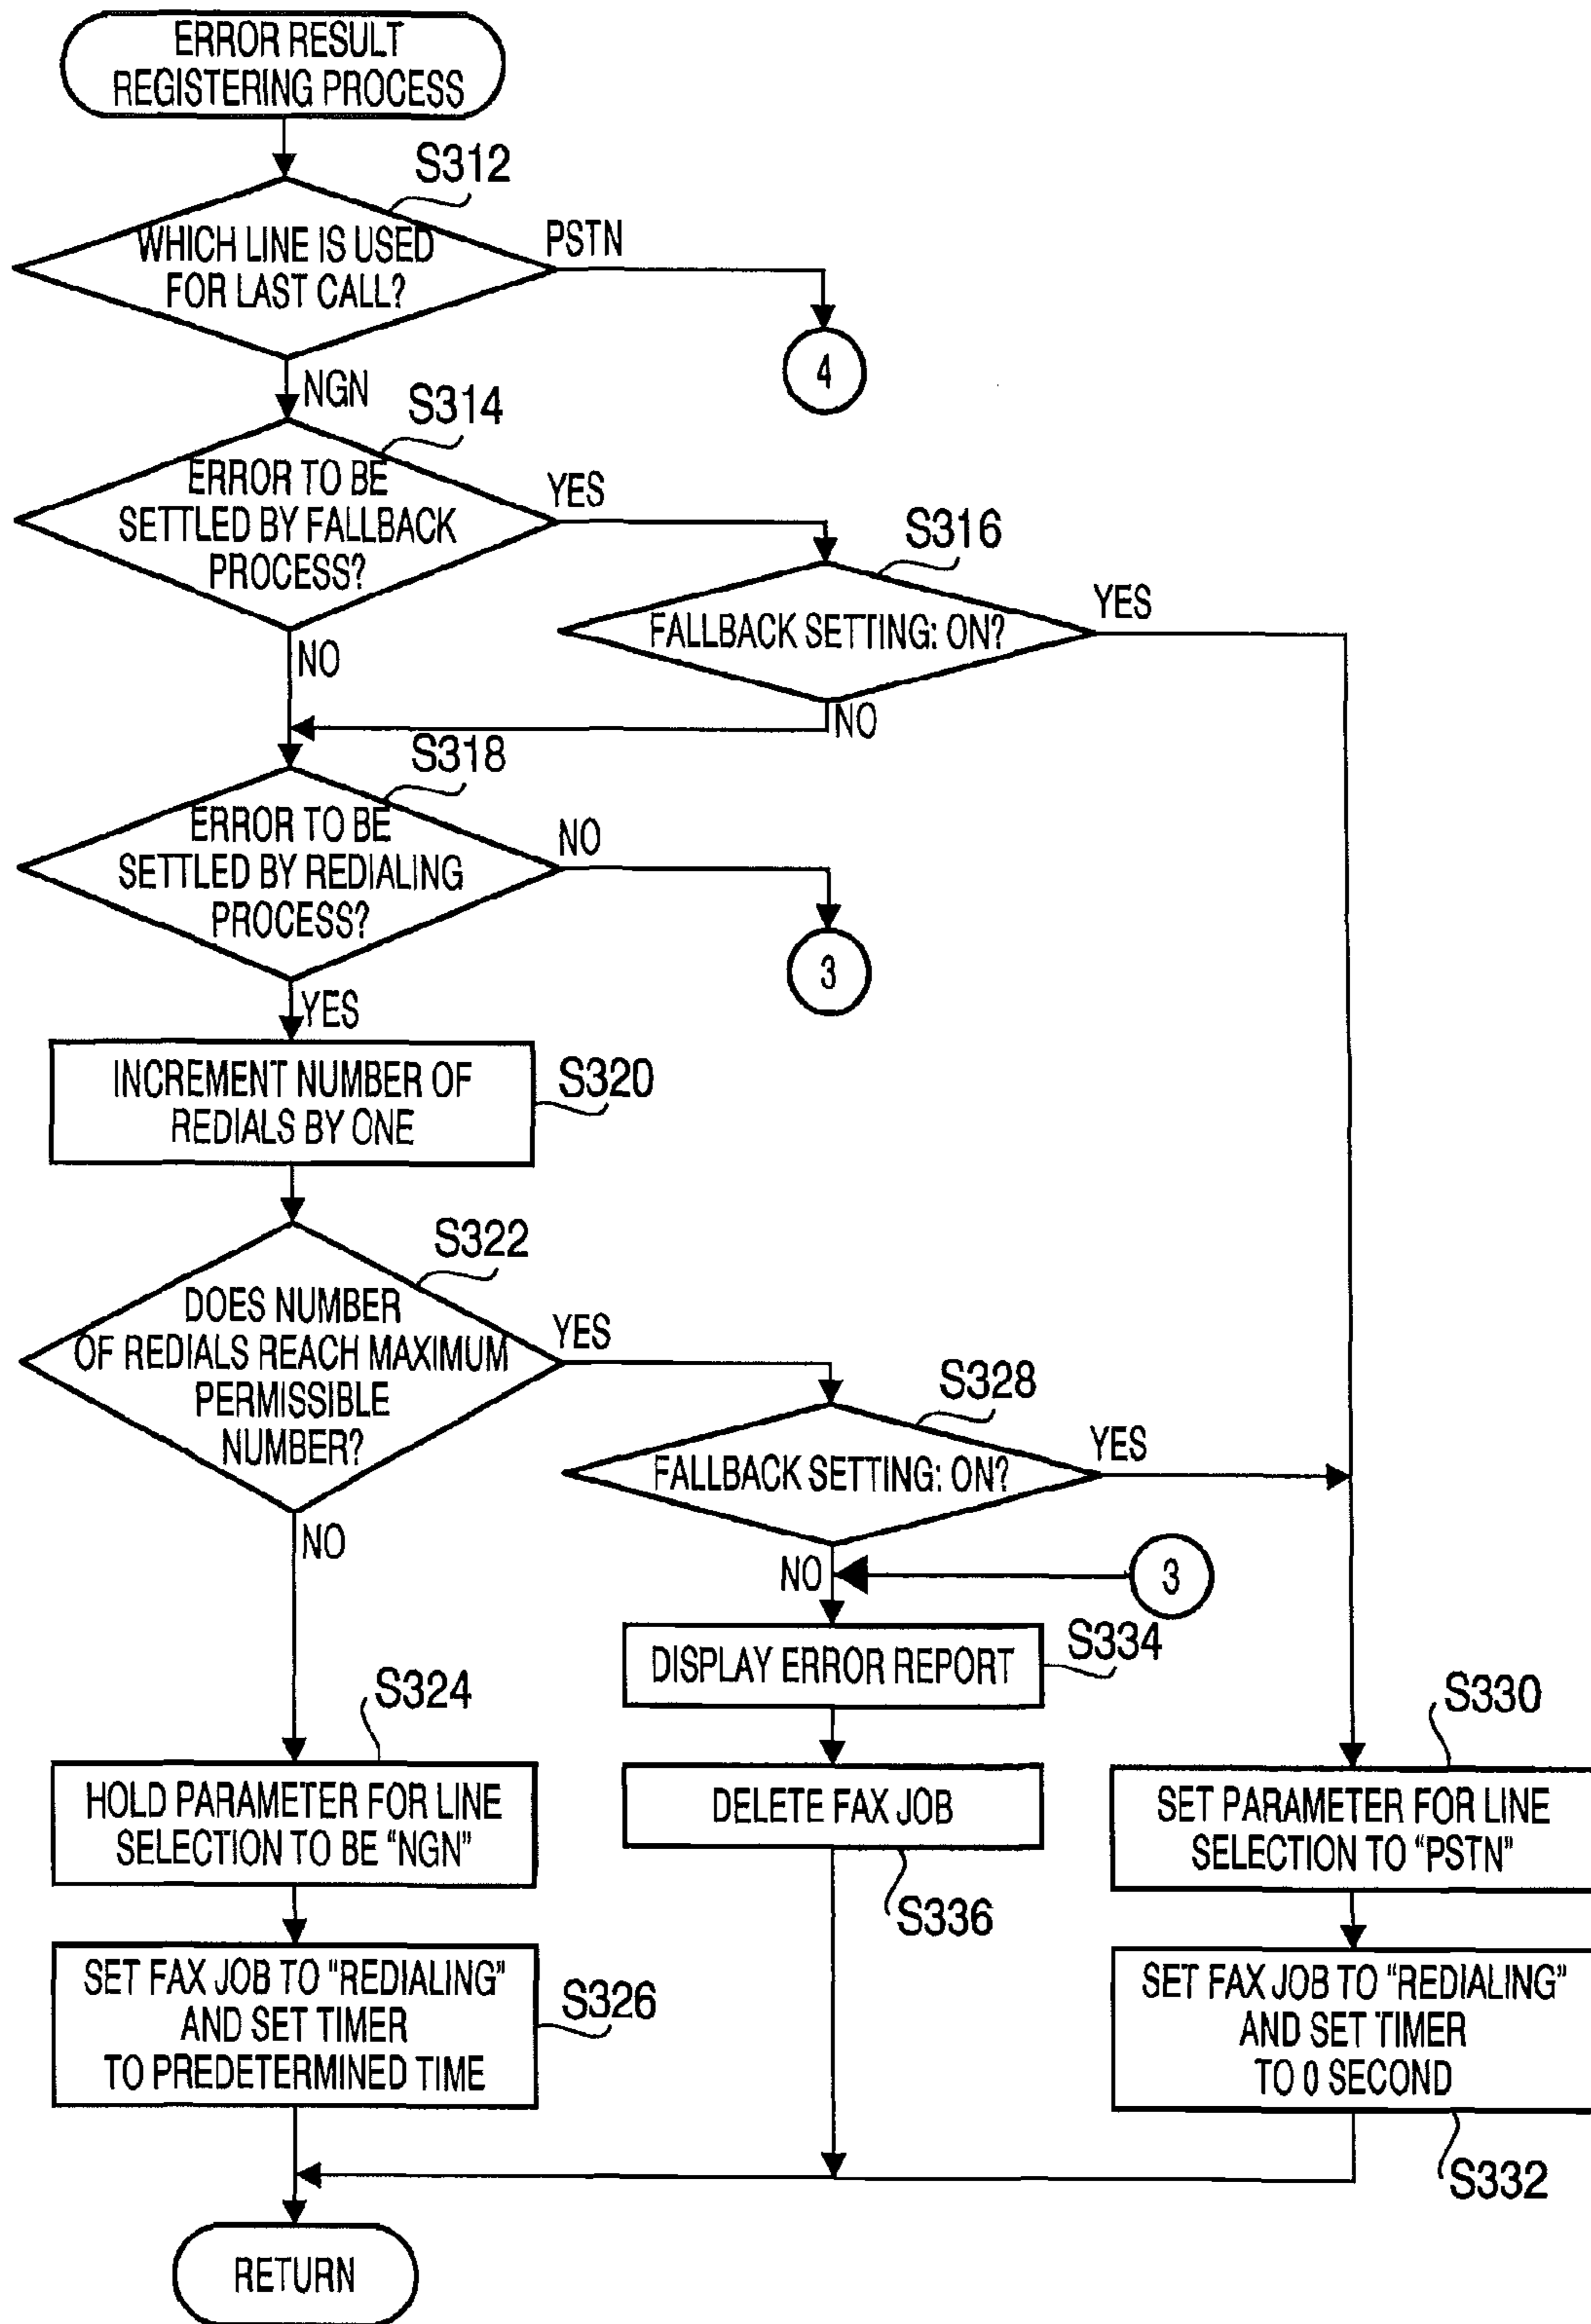 ERROR RESULT
REGISTERING PROCESS
S312
WHICH LINE IS USED
FOR LAST CALL?
PSTN
4
NGN
S314
ERROR TO BE
SETTLED BY FALLBACK
PROCESS?
YES
S316
FALLBACK SETTING: ON?
YES
NO
NO
S318
ERROR TO BE
SETTLED BY REDIALING
PROCESS?
NO
3
YES
INCREMENT NUMBER OF
REDIALS BY ONE
S320
S322
DOES NUMBER
OF REDIALS REACH MAXIMUM
PERMISSIBLE
NUMBER?
YES
S328
FALLBACK SETTING: ON?
YES
NO
NO
3
DISPLAY ERROR REPORT
S334
S324
HOLD PARAMETER FOR LINE
SELECTION TO BE “NGN”
DELETE FAX JOB
S336
S330
SET PARAMETER FOR LINE
SELECTION TO “PSTN”
SET FAX JOB TO “REDIALING”
AND SET TIMER
TO PREDETERMINED TIME
S326
SET FAX JOB TO “REDIALING”
AND SET TIMER
TO 0 SECOND
S332
RETURN